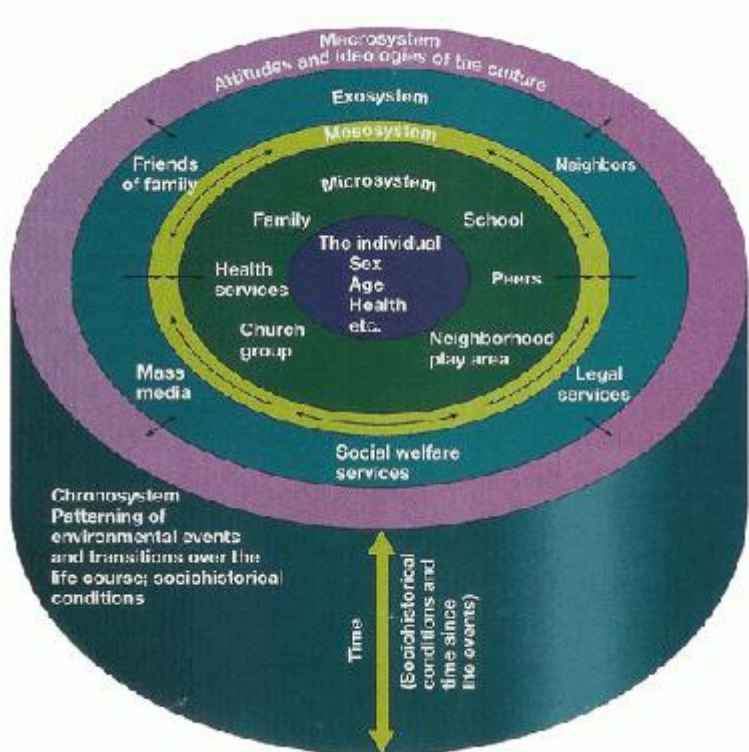 Macrosystem
Attitudes and ideologies of the culture
Exosystem
Mesosystem
Friends
of family
Neighbors
Microsystem
Family
School
The individual
Sex
Age
Health
etc.
Health
services
Peers
Church
group
Neighborhood
play area
Mass
media
Legal
services
Social welfare
services
Chronosystem
Patterning of
environmental events
and transitions over the
life course; sociohistorical
conditions
Time
(Sociohistorical
conditions and
time since
life events)